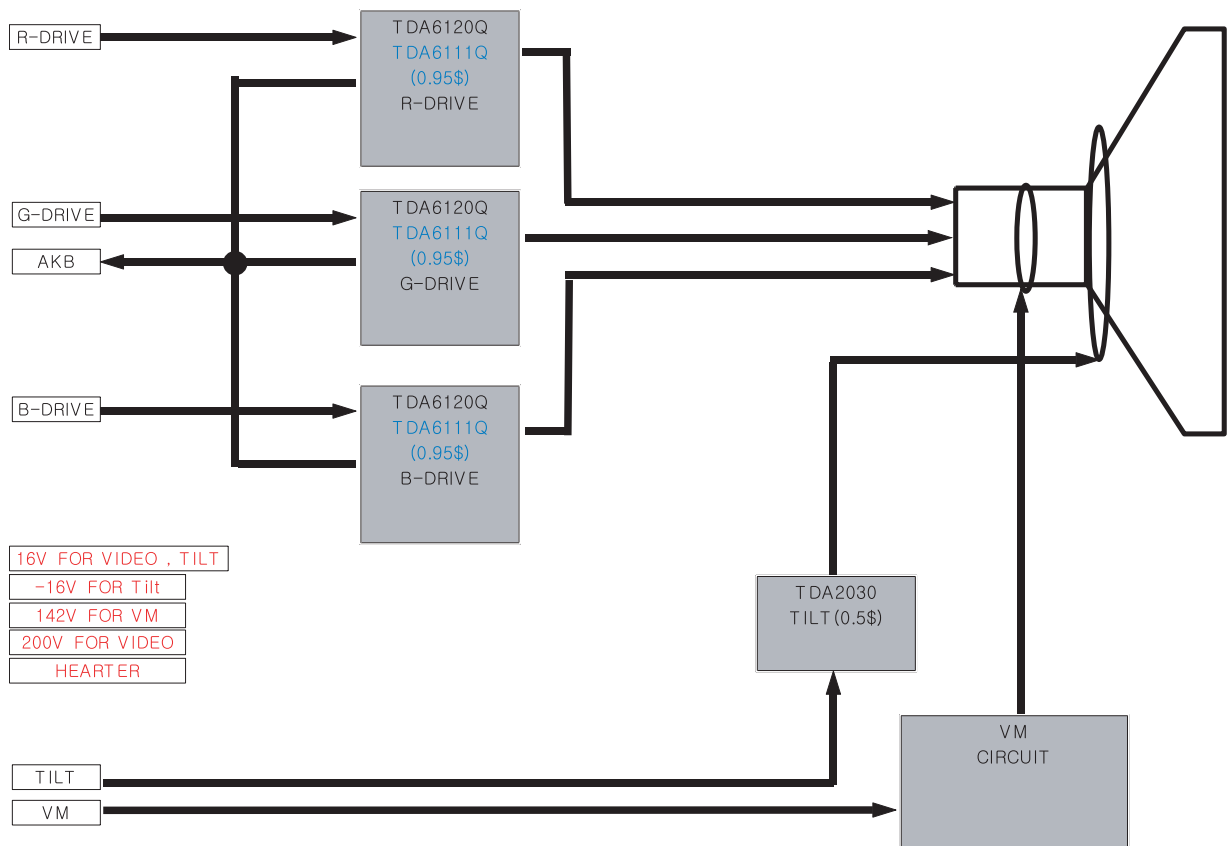 R-DRIVE
TDA6120Q
TDA6111Q
(0.95$)
R-DRIVE
G-DRIVE
AKB
TDA6120Q
TDA6111Q
(0.95$)
G-DRIVE
B-DRIVE
TDA6120Q
TDA6111Q
(0.95$)
B-DRIVE
16V FOR VIDEO , TILT
-16V FOR Tilt
142V FOR VM
200V FOR VIDEO
HEARTER
TDA2030
TILT(0.5$)
VM
CIRCUIT
TILT
VM